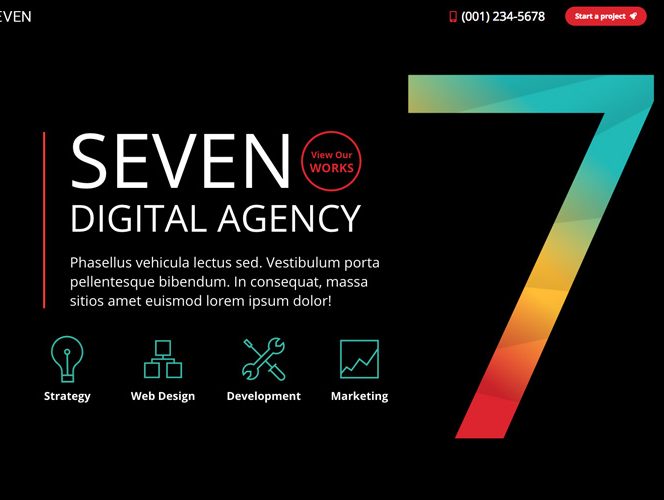 EVEN
(001) 234-5678
Start a project
SEVEN
View Our
WORKS
DIGITAL AGENCY
Phasellus vehicula lectus sed. Vestibulum porta
pellentesque bibendum. In consequat, massa
sitios amet euismod lorem ipsum dolor!
Strategy
Web Design
Development
Marketing
7